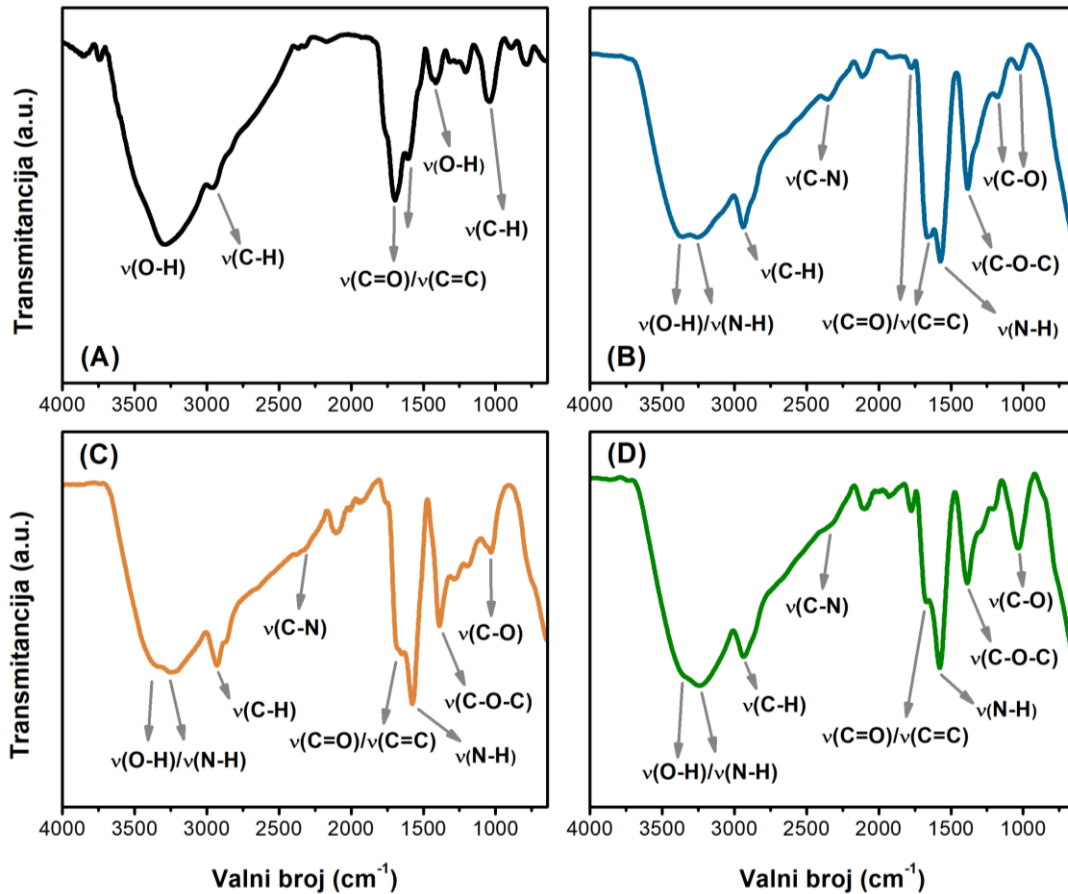 Transmitancija (a.u.)
ν(O-H)
ν(C-H)
ν(C=O)/ν(C=C)
ν(O-H)
ν(C-H)
(A)
4000 3500 3000 2500 2000 1500 1000
ν(C-N)
ν(C-O)
ν(C-H)
ν(C-O-C)
ν(O-H)/ν(N-H)
ν(C=O)/ν(C=C)
ν(N-H)
(B)
4000 3500 3000 2500 2000 1500 1000
Transmitancija (a.u.)
(C)
ν(C-N)
ν(C-O)
ν(C-H)
ν(C-O-C)
ν(O-H)/ν(N-H)
ν(C=O)/ν(C=C)
ν(N-H)
4000 3500 3000 2500 2000 1500 1000
Valni broj (cm⁻¹)
(D)
ν(C-N)
ν(C-O)
ν(C-O-C)
ν(C-H)
ν(N-H)
ν(C=O)/ν(C=C)
ν(O-H)/ν(N-H)
4000 3500 3000 2500 2000 1500 1000
Valni broj (cm⁻¹)